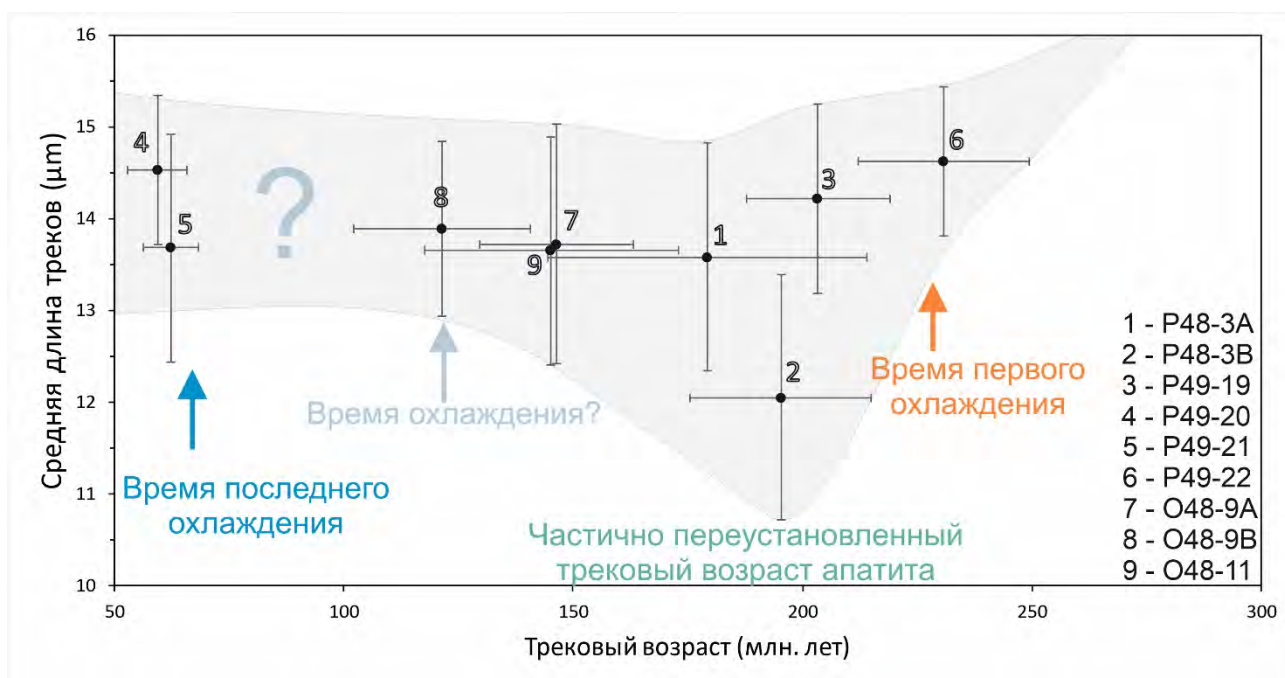 Средняя длина треков (µm)
16
15
14
13
12
11
10
50
100
150
200
250
300
Трековый возраст (млн. лет)
4
5
?
8
7
9
1
3
2
6
Время последнего
охлаждения
Время охлаждения?
Частично переустановленный
трековый возраст апатита
Время первого
охлаждения
1 - P48-3A
2 - P48-3B
3 - P49-19
4 - P49-20
5 - P49-21
6 - P49-22
7 - O48-9A
8 - O48-9B
9 - O48-11